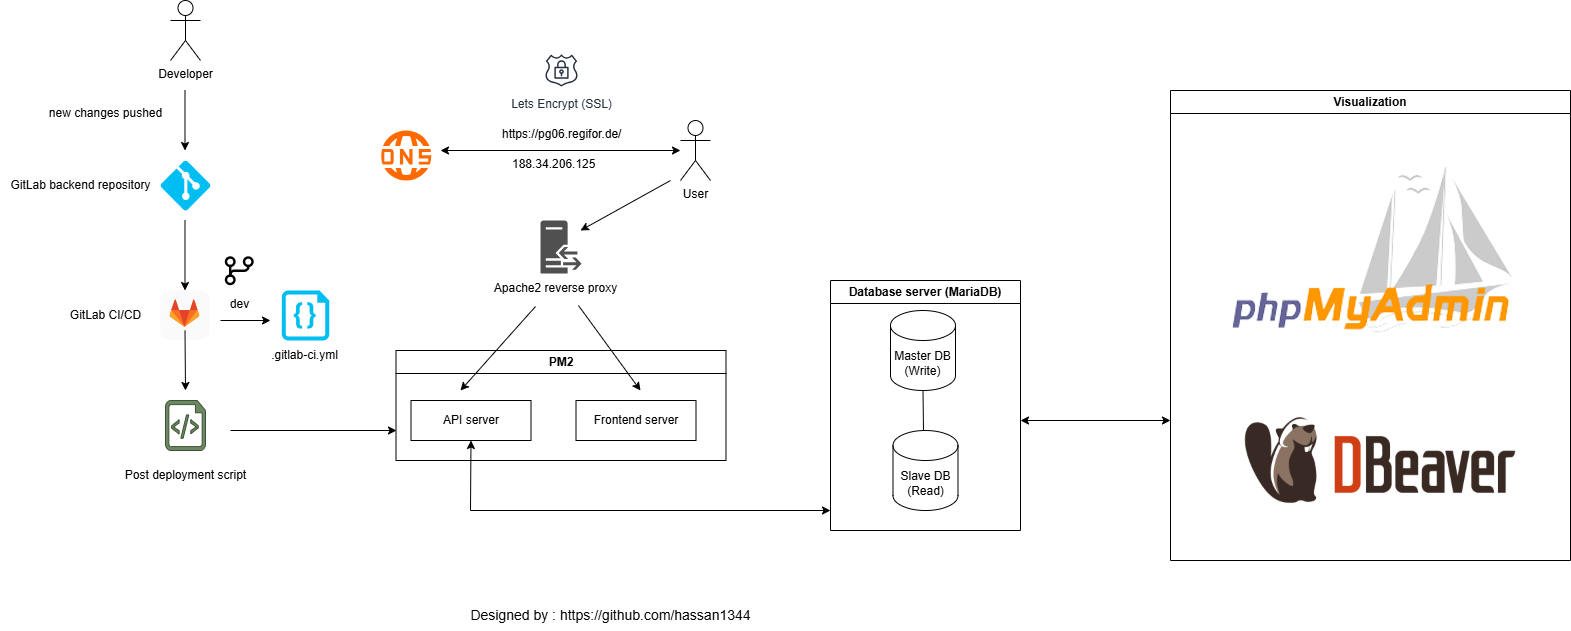 Developer
new changes pushed
GitLab backend repository
GitLab CI/CD
dev
.gitlab-ci.yml
Post deployment script
Lets Encrypt (SSL)
https://pg06.regifor.de/
188.34.206.125
DNS
User
Apache2 reverse proxy
PM2
API server
Frontend server
Database server (MariaDB)
Master DB
(Write)
Slave DB
(Read)
Visualization
phpMyAdmin
DBeaver
Designed by : https://github.com/hassan1344